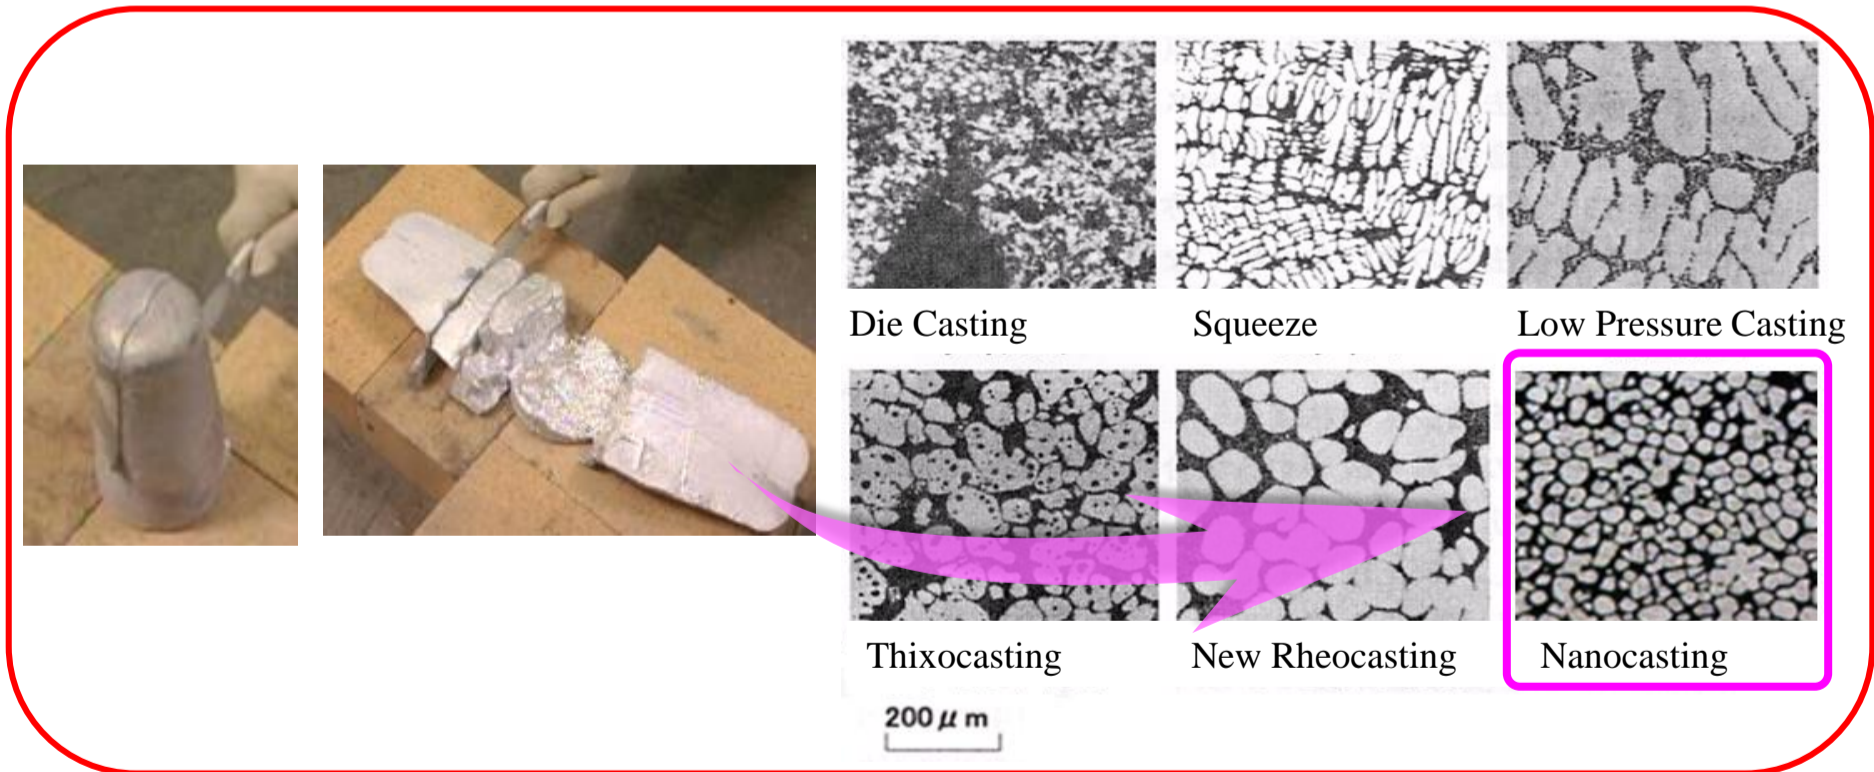 Die Casting
Squeeze
Low Pressure Casting
Thixocasting
New Rheocasting
Nanocasting
200 μ m